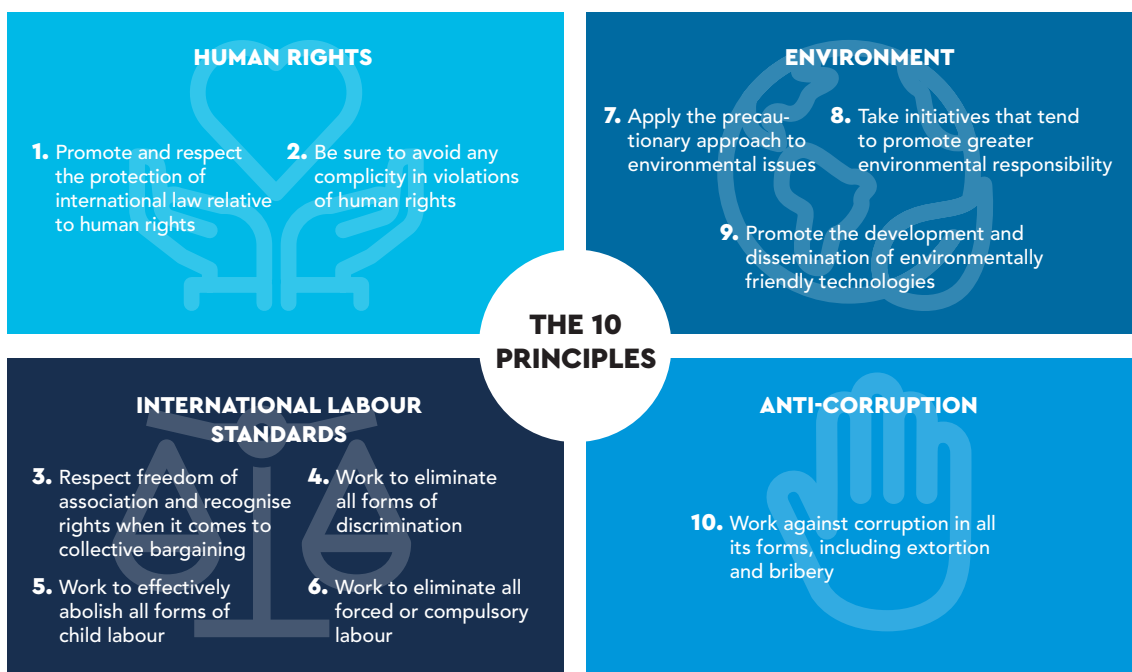 HUMAN RIGHTS
1. Promote and respect
the protection of
international law relative
to human rights
2. Be sure to avoid any
complicity in violations
of human rights
ENVIRONMENT
7. Apply the precau-
tionary approach to
environmental issues
8. Take initiatives that tend
to promote greater
environmental responsibility
9. Promote the development and
dissemination of environmentally
friendly technologies
THE 10
PRINCIPLES
INTERNATIONAL LABOUR
STANDARDS
3. Respect freedom of
association and recognise
rights when it comes to
collective bargaining
4. Work to eliminate
all forms of
discrimination
5. Work to effectively
abolish all forms of
child labour
6. Work to eliminate all
forced or compulsory
labour
ANTI-CORRUPTION
10. Work against corruption in all
its forms, including extortion
and bribery